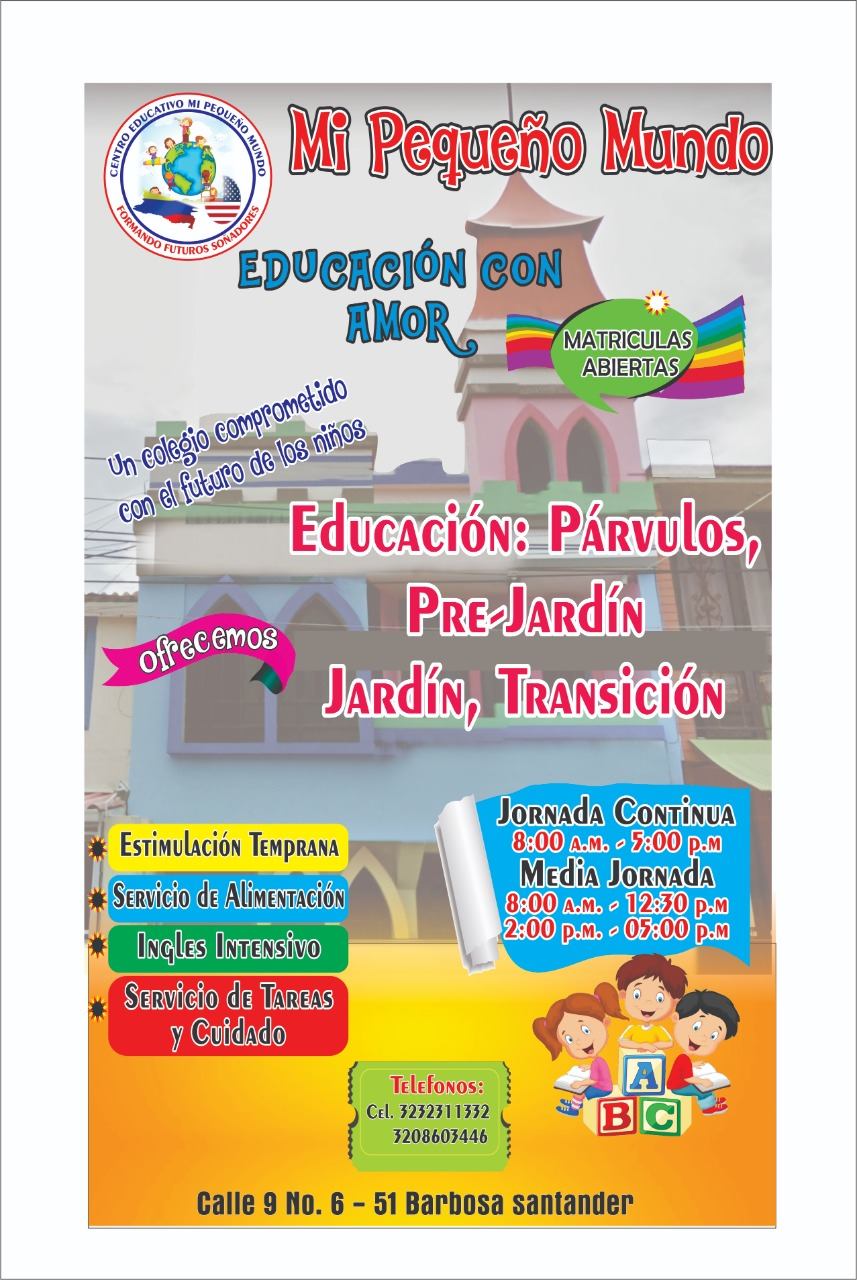 CENTRO EDUCATIVO MI PEQUEÑO MUNDO
FORMANDO FUTUROS SOÑADORES
Mi Pequeño Mundo
EDUCACIÓN CON
AMOR
MATRICULAS
ABIERTAS
Un colegio comprometido
con el futuro de los niños
Educación: Párvulos,
Pre-Jardín
Jardín, Transición
ofrecemos
Estimulación Temprana
Servicio de Alimentación
Ingles Intensivo
Servicio de Tareas
y Cuidado
Jornada Continua
8:00 a.m. - 5:00 p.m
Media Jornada
8:00 a.m. - 12:30 p.m
2:00 p.m. - 05:00 p.m
A
B C
Telefonos:
Cel. 3232311332
3208603446
Calle 9 No. 6 - 51 Barbosa santander